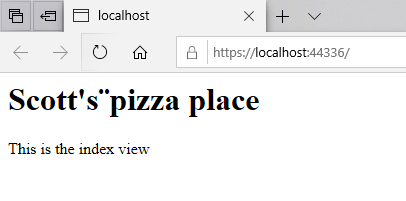 localhost
https://localhost:44336/
Scott's¨pizza place
This is the index view